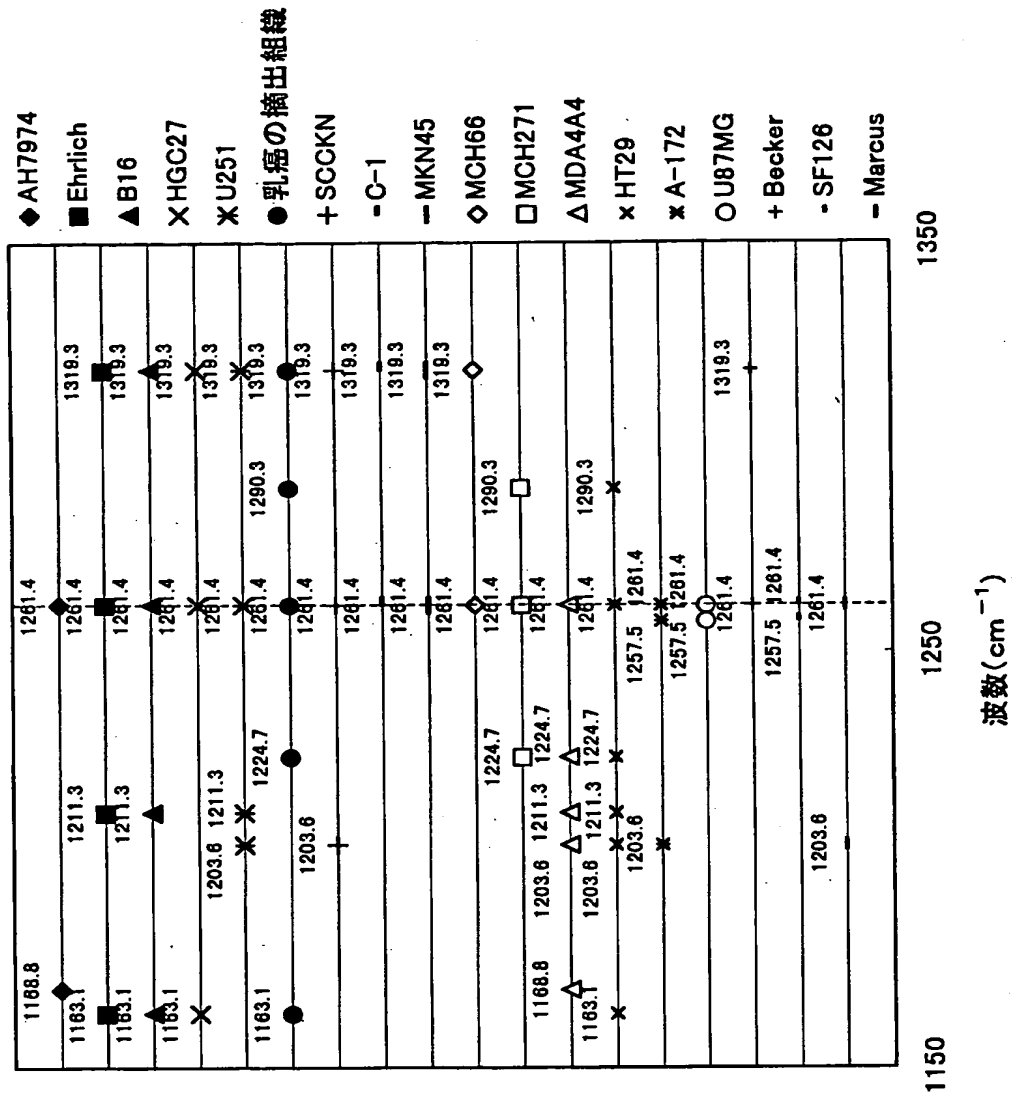 1168.8 1261.4
1163.1 1211.3 1261.4 1319.3
1163.1 1211.3 1261.4 1319.3
1163.1 1261.4 1319.3
1203.6 1211.3 1261.4 1319.3
1163.1 1224.7 1261.4 1290.3 1319.3
1203.6 1261.4 1319.3
1261.4 1319.3
1261.4 1319.3
1261.4 1319.3
1224.7 1261.4 1290.3
1168.8 1203.6 1211.3 1224.7 1261.4
1163.1 1203.6 1211.3 1224.7 1261.4 1290.3
1203.6 1257.5 1261.4
1257.5 1261.4
1261.4 1319.3
1257.5
1203.6 1261.4
1150 1250 1350
波数(cm⁻¹)
AH7974
Ehrlich
B16
HGC27
U251
乳癌の摘出組織
SCCKN
C-1
MKN45
MCH66
MCH271
MDA4A4
HT29
A-172
U87MG
Becker
SF126
Marcus